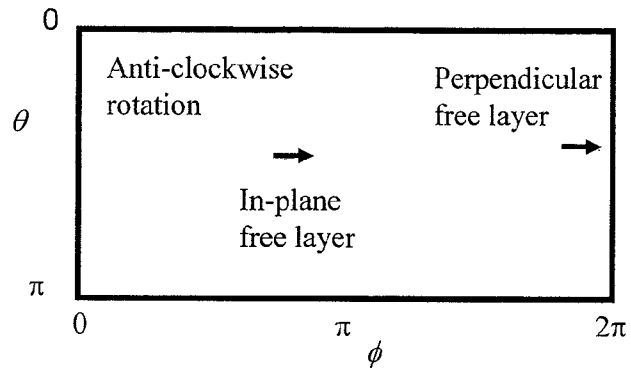 0
Anti-clockwise
rotation
Perpendicular
free layer
θ
In-plane
free layer
π
0
π
2π
ϕ